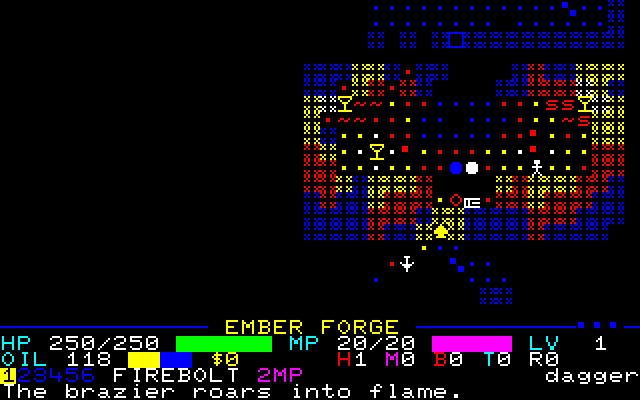 EMBER FORGE
HP 250/250 MP 20/20 LV 1
OIL 118 $0 H1 M0 B0 T0 R0
123456 FIREBOLT 2MP dagger
The brazier roars into flame.